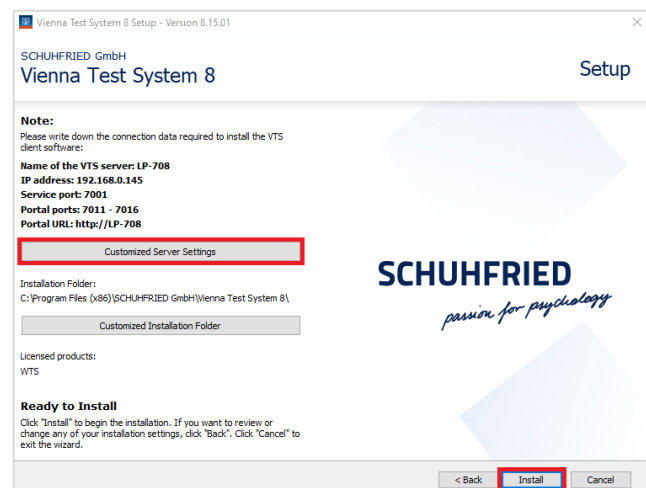 Vienna Test System 8 Setup - Version 8.15.01
SCHUHFRIED GmbH
Vienna Test System 8
Setup
Note:
Please write down the connection data required to install the VTS
client software:
Name of the VTS server: LP-708
IP address: 192.168.0.145
Service port: 7001
Portal ports: 7011 - 7016
Portal URL: http://LP-708
Customized Server Settings
Installation Folder:
C:\Program Files (x86)\SCHUHFRIED GmbH\Vienna Test System 8\
Customized Installation Folder
Licensed products:
WTS
SCHUHFRIED
passion for psychology
Ready to Install
Click "Install" to begin the installation. If you want to review or
change any of your installation settings, click "Back". Click "Cancel" to
exit the wizard.
< Back
Install
Cancel